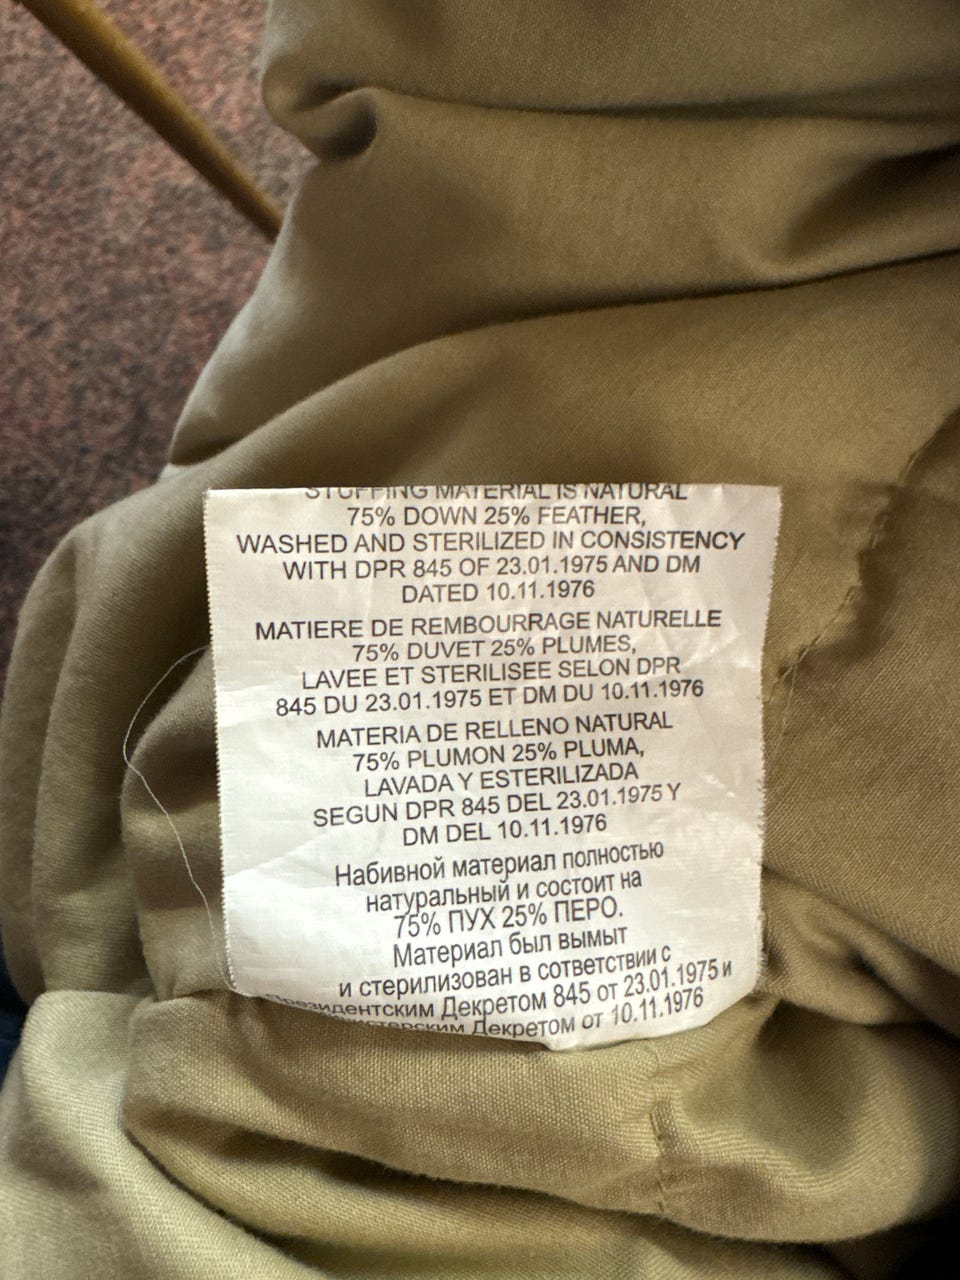 STUFFING MATERIAL IS NATURAL
75% DOWN 25% FEATHER,
WASHED AND STERILIZED IN CONSISTENCY
WITH DPR 845 OF 23.01.1975 AND DM
DATED 10.11.1976
MATIERE DE REMBOURRAGE NATURELLE
75% DUVET 25% PLUMES,
LAVEE ET STERILISEE SELON DPR
845 DU 23.01.1975 ET DM DU 10.11.1976
MATERIA DE RELLENO NATURAL
75% PLUMON 25% PLUMA,
LAVADA Y ESTERILIZADA
SEGUN DPR 845 DEL 23.01.1975 Y
DM DEL 10.11.1976
Набивной материал полностью
натуральный и состоит на
75% ПУХ 25% ПЕРО.
Материал был вымыт
и стерилизован в сответствии с
Президентским Декретом 845 от 23.01.1975 и
Декретом от 10.11.1976